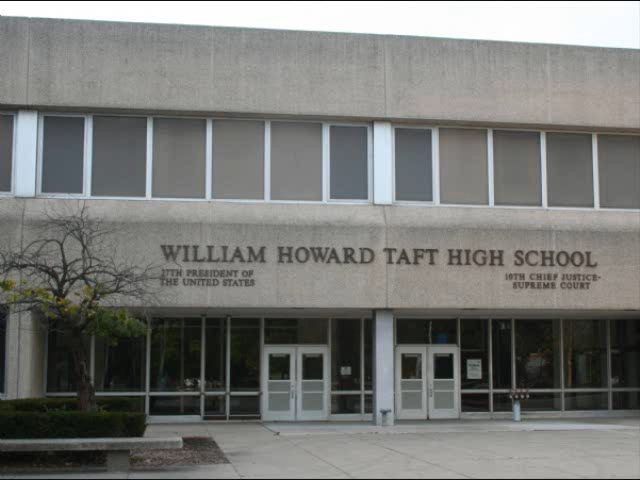 WILLIAM HOWARD TAFT HIGH SCHOOL
27TH PRESIDENT OF
THE UNITED STATES
10TH CHIEF JUSTICE-
SUPREME COURT